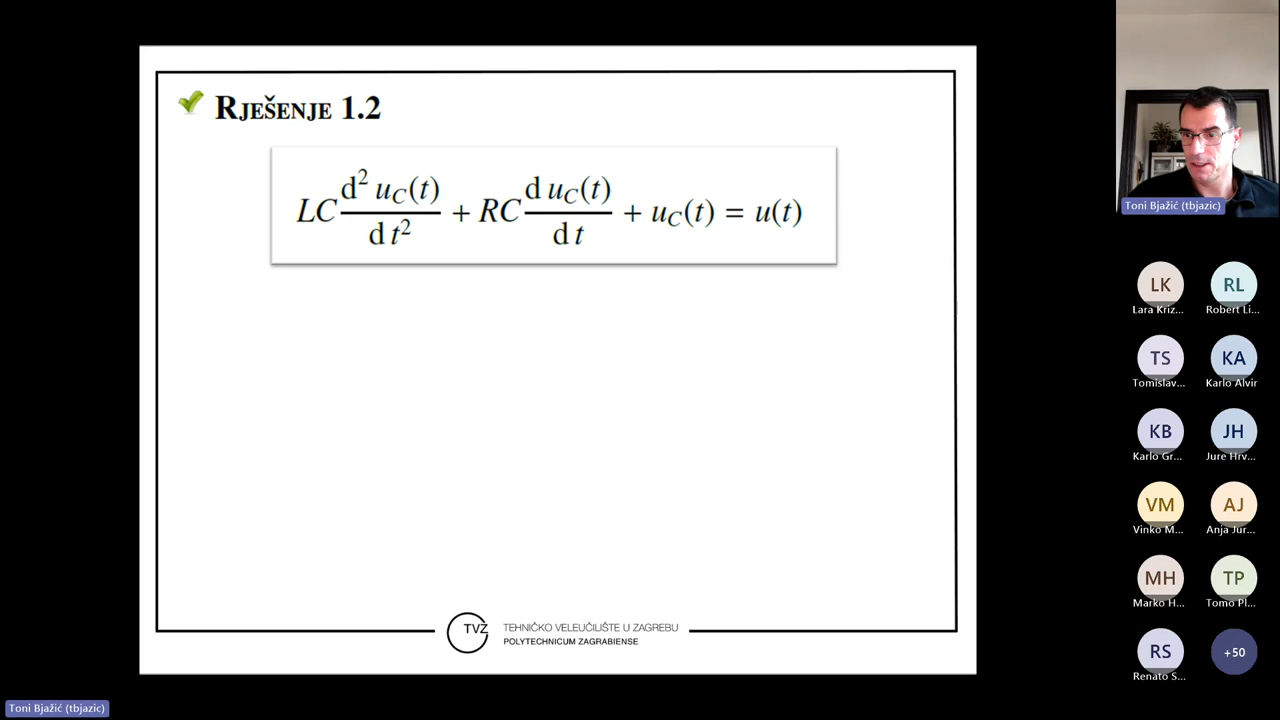 Rješenje 1.2
LC d² u_C(t) / d t² + RC d u_C(t) / d t + u_C(t) = u(t)
TVZ
TEHNIČKO VELEUČILIŠTE U ZAGREBU
POLYTECHNICUM ZAGRABIENSE
Toni Bjažić (tbjazic)
LK
RL
Lara Kriz...
Robert Li...
TS
KA
Tomislav...
Karlo Alvir
KB
JH
Karlo Gr...
Jure Hrv...
VM
AJ
Vinko M...
Anja Jur...
MH
TP
Marko H...
Tomo Pl...
RS
+50
Renato S...
Toni Bjažić (tbjazic)